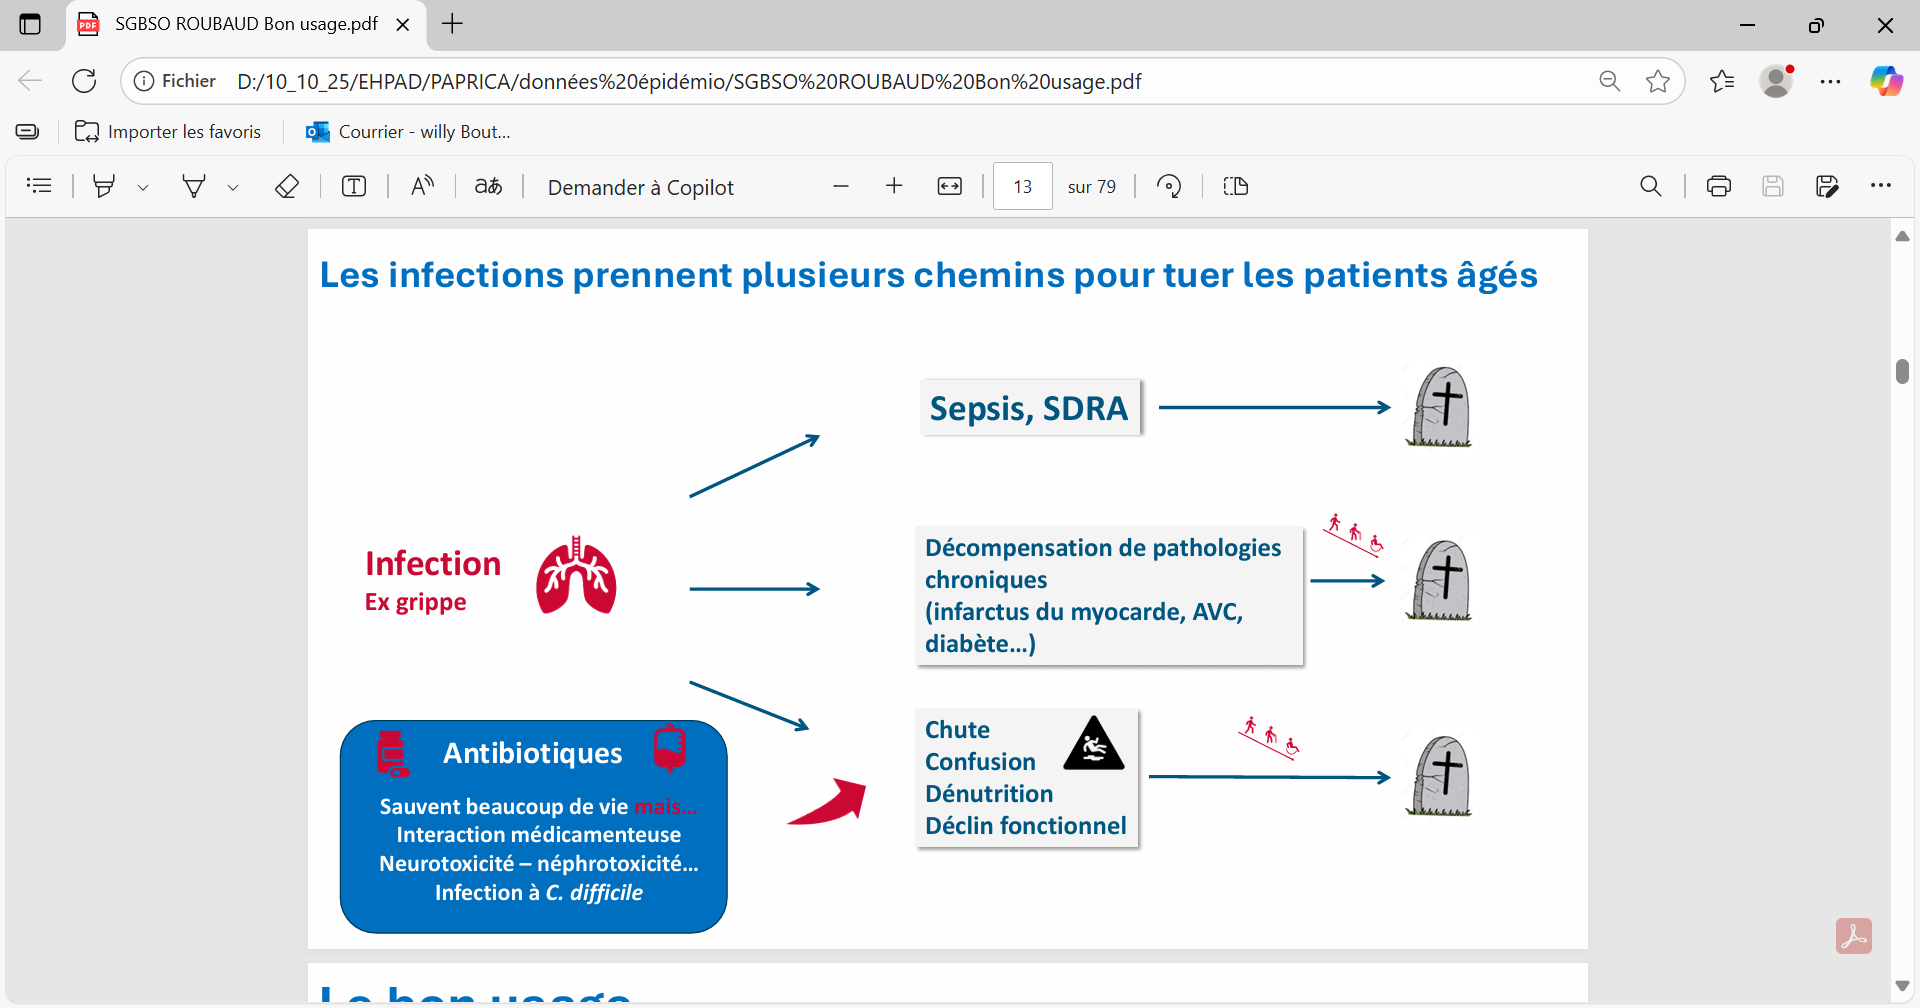 SGBSO ROUBAUD Bon usage.pdf
Fichier D:/10_10_25/EHPAD/PAPRICA/données%20épidémio/SGBSO%20ROUBAUD%20Bon%20usage.pdf
Importer les favoris
Courrier - willy Bout...
Demander à Copilot
13 sur 79
Les infections prennent plusieurs chemins pour tuer les patients âgés
Sepsis, SDRA
Infection
Ex grippe
Décompensation de pathologies
chroniques
(infarctus du myocarde, AVC,
diabète...)
Chute
Confusion
Dénutrition
Déclin fonctionnel
Antibiotiques
Sauvent beaucoup de vie mais...
Interaction médicamenteuse
Neurotoxicité – néphrotoxicité...
Infection à C. difficile
Le bon usage